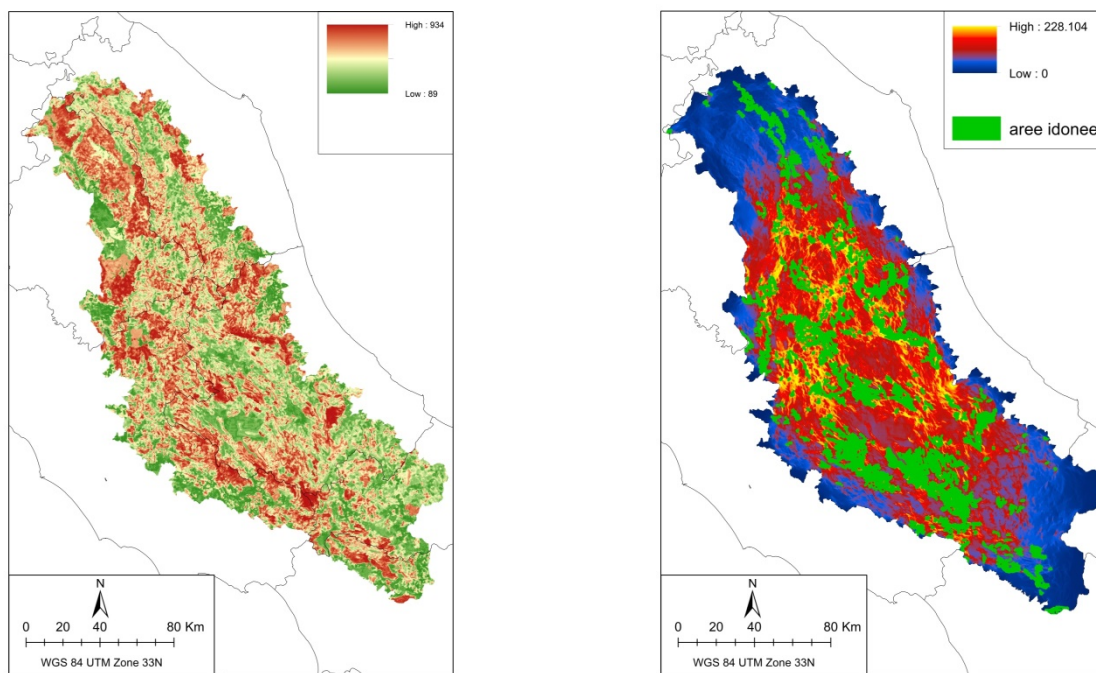 High : 934
Low : 89
N
0 20 40 80 Km
WGS 84 UTM Zone 33N
High : 228.104
Low : 0
aree idonee
N
0 20 40 80 Km
WGS 84 UTM Zone 33N